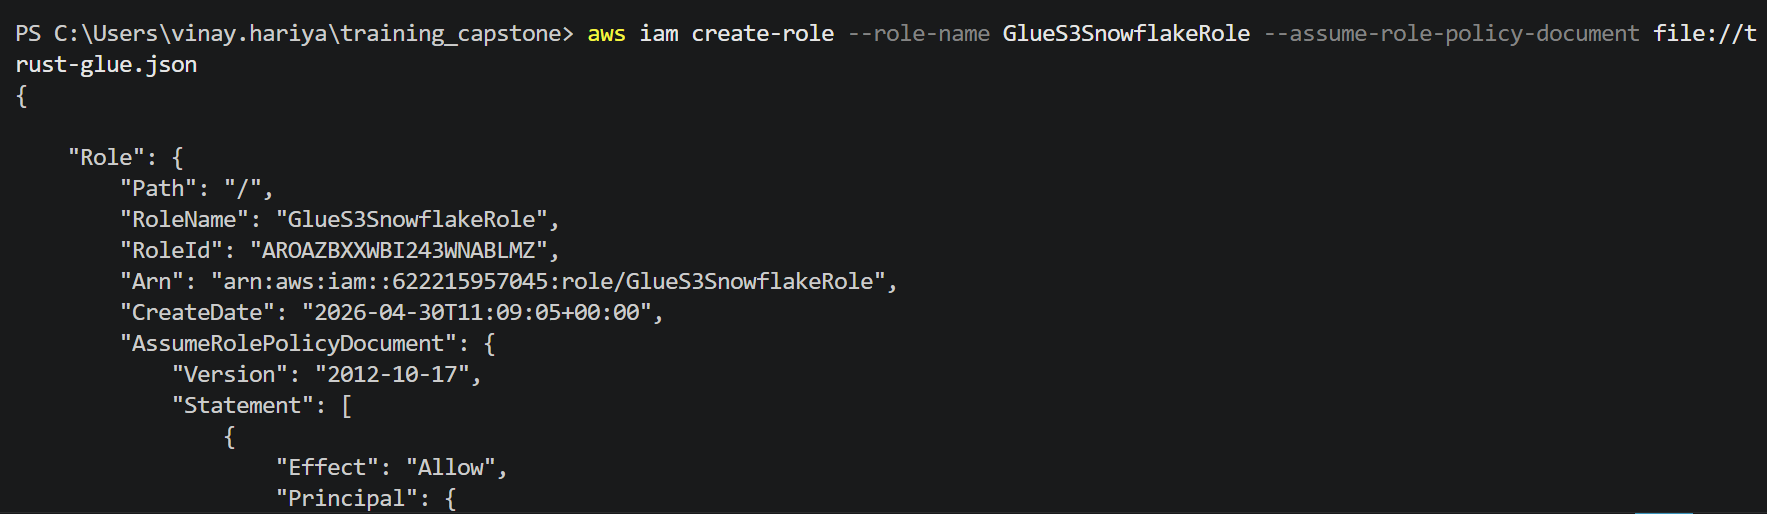 PS C:\Users\vinay.hariya\training_capstone> aws iam create-role --role-name GlueS3SnowflakeRole --assume-role-policy-document file://t
rust-glue.json
{
    "Role": {
        "Path": "/",
        "RoleName": "GlueS3SnowflakeRole",
        "RoleId": "AROAZBXXWBI243WNABLMZ",
        "Arn": "arn:aws:iam::622215957045:role/GlueS3SnowflakeRole",
        "CreateDate": "2026-04-30T11:09:05+00:00",
        "AssumeRolePolicyDocument": {
            "Version": "2012-10-17",
            "Statement": [
                {
                    "Effect": "Allow",
                    "Principal": {